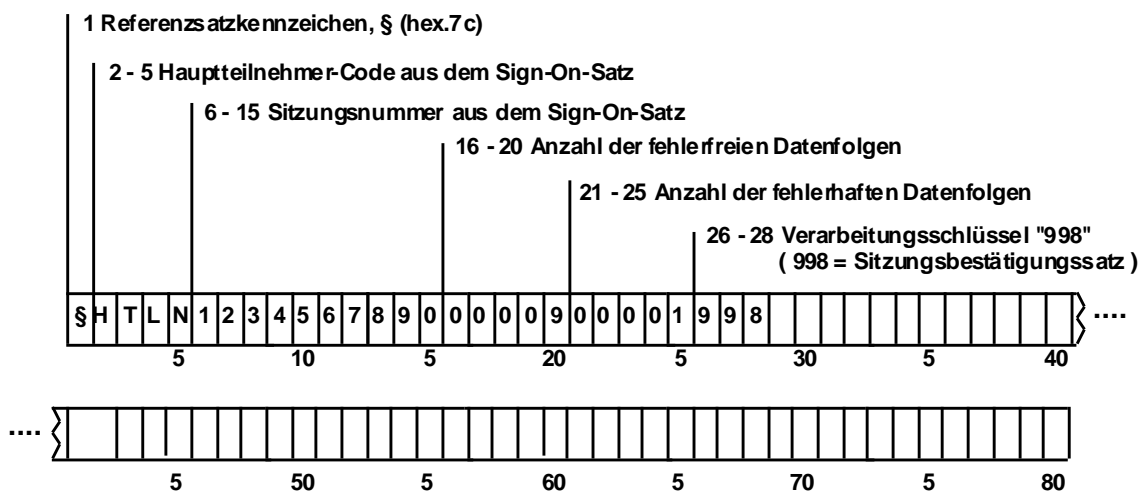 1 Referenzsatzkennzeichen, § (hex.7c)
2 - 5 Hauptteilnehmer-Code aus dem Sign-On-Satz
6 - 15 Sitzungsnummer aus dem Sign-On-Satz
16 - 20 Anzahl der fehlerfreien Datenfolgen
21 - 25 Anzahl der fehlerhaften Datenfolgen
26 - 28 Verarbeitungsschlüssel "998"
( 998 = Sitzungsbestätigungssatz )
§ H T L N 1 2 3 4 5 6 7 8 9 0 0 0 0 0 9 0 0 0 0 1 9 9 8 ....
5 10 5 20 5 30 5 40
....
5 50 5 60 5 70 5 80